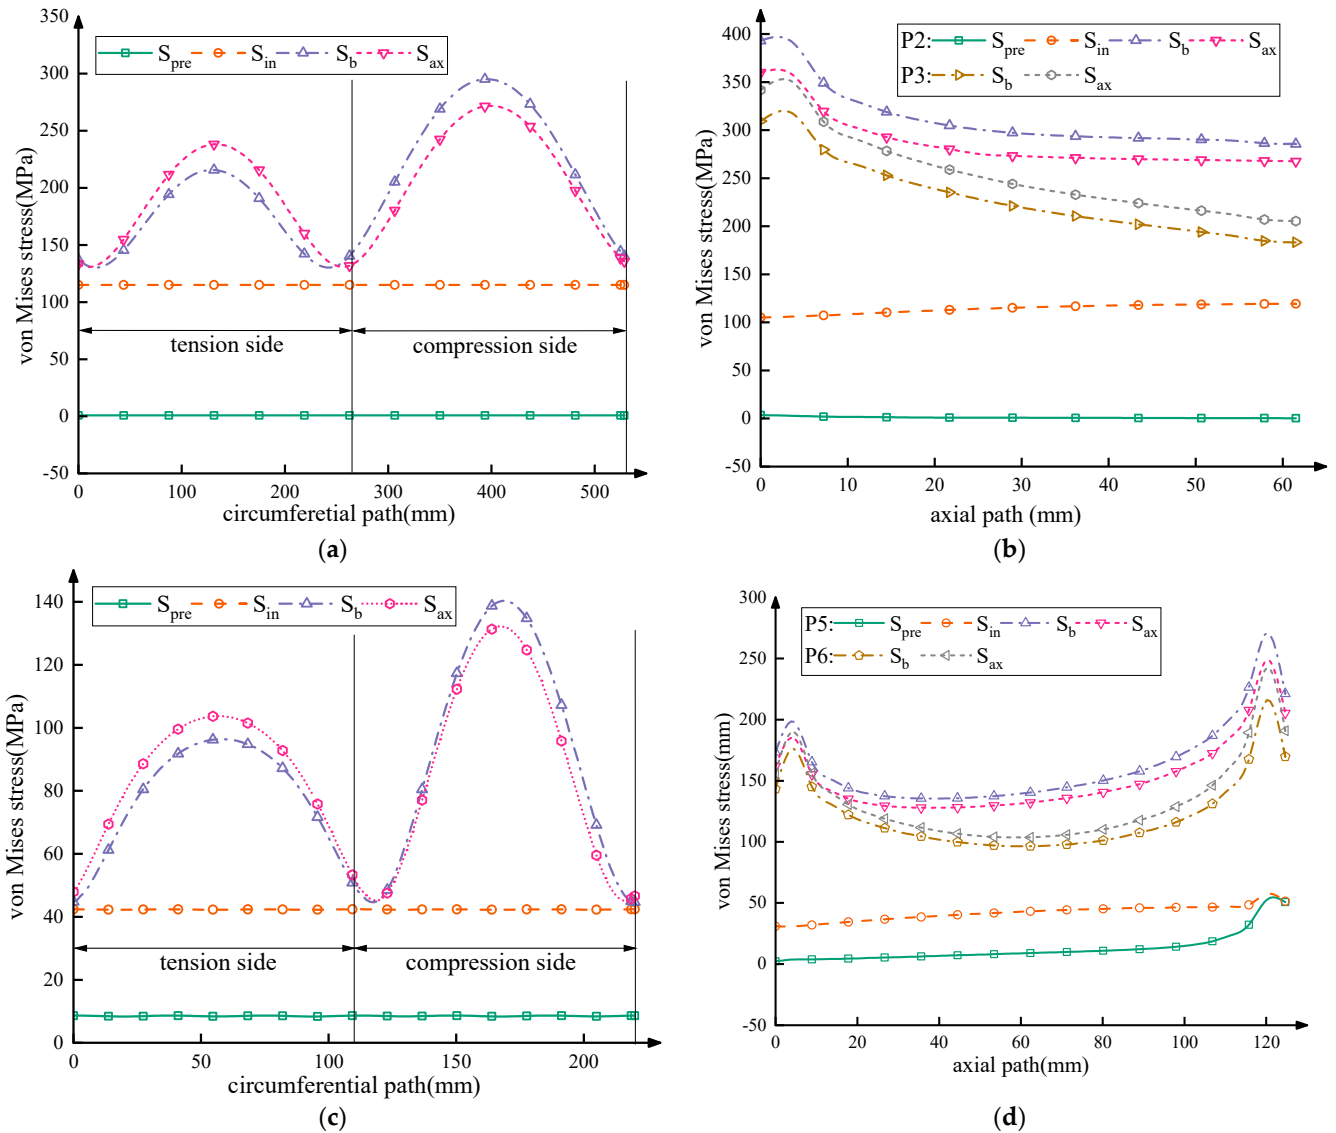 350
300
250
200
150
100
50
0
-50
von Mises stress(MPa)
S_pre S_in S_b S_ax
tension side compression side
0 100 200 300 400 500
circumferetial path(mm)
(a)
400
350
300
250
200
150
100
50
0
-50
von Mises stress(MPa)
P2: S_pre S_in S_b S_ax
P3: S_b S_ax
0 10 20 30 40 50 60
axial path (mm)
(b)
140
120
100
80
60
40
20
0
von Mises stress(MPa)
S_pre S_in S_b S_ax
tension side compression side
0 50 100 150 200
circumferential path(mm)
(c)
300
250
200
150
100
50
0
-50
von Mises stress(mm)
P5: S_pre S_in S_b S_ax
P6: S_b S_ax
0 20 40 60 80 100 120
axial path(mm)
(d)